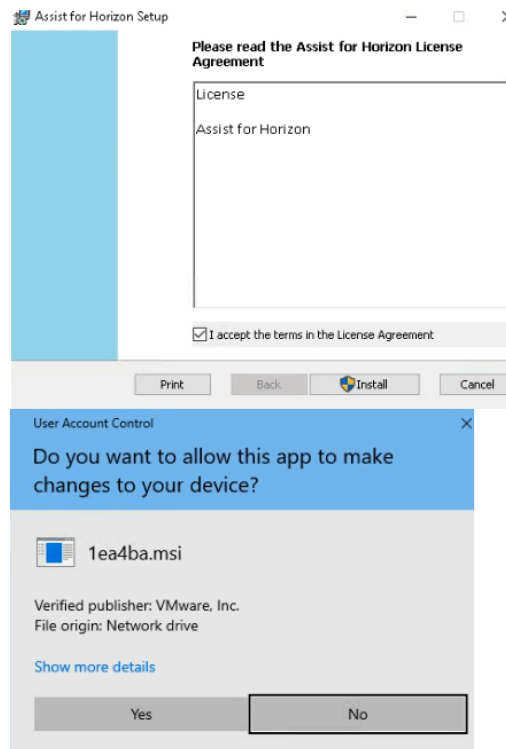 Assist for Horizon Setup
Please read the Assist for Horizon License
Agreement
License
Assist for Horizon
I accept the terms in the License Agreement
Print
Back
Install
Cancel
User Account Control
Do you want to allow this app to make
changes to your device?
1ea4ba.msi
Verified publisher: VMware, Inc.
File origin: Network drive
Show more details
Yes
No